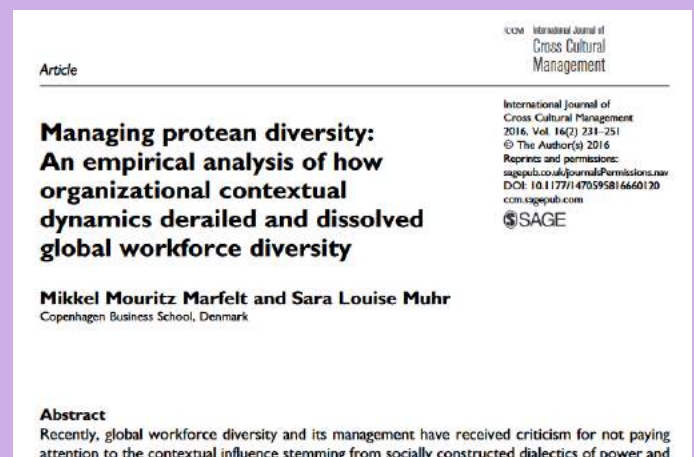 Article
International Journal of
Cross Cultural
Management
International Journal of
Cross Cultural Management
2016, Vol. 16(2) 231–251
© The Author(s) 2016
Reprints and permissions:
sagepub.co.uk/journalsPermissions.nav
DOI: 10.1177/1470595816660120
ccm.sagepub.com
SAGE
Managing protean diversity:
An empirical analysis of how
organizational contextual
dynamics derailed and dissolved
global workforce diversity
Mikkel Mouritz Marfelt and Sara Louise Muhr
Copenhagen Business School, Denmark
Abstract
Recently, global workforce diversity and its management have received criticism for not paying
attention to the contextual influence stemming from socially constructed dialectics of power and